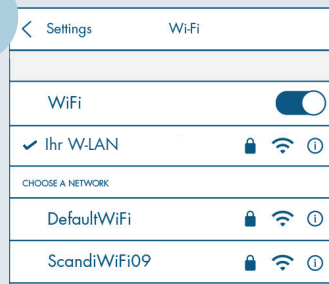 Settings Wi-Fi
WiFi
Ihr W-LAN
CHOOSE A NETWORK
DefaultWiFi
ScandiWiFi09